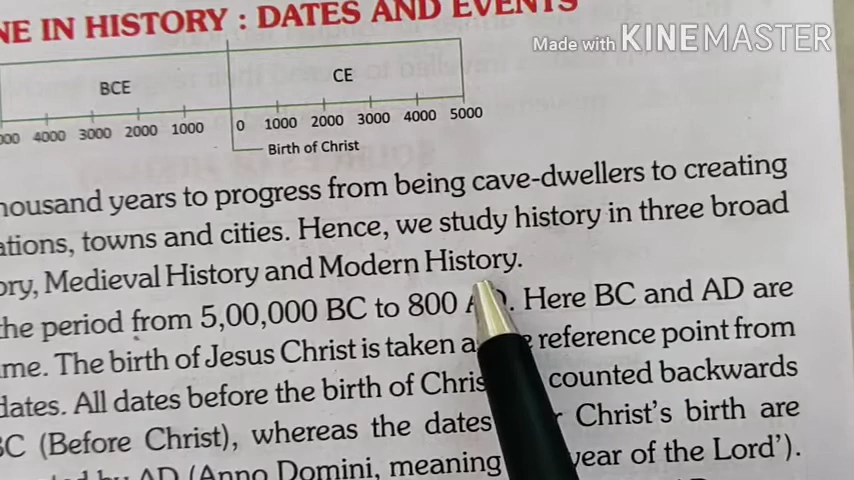 NE IN HISTORY : DATES AND EVENTS
Made with KINEMASTER
BCE CE
000 4000 3000 2000 1000 0 1000 2000 3000 4000 5000
Birth of Christ
housand years to progress from being cave-dwellers to creating
ations, towns and cities. Hence, we study history in three broad
ory, Medieval History and Modern History.
the period from 5,00,000 BC to 800 Here BC and AD are
me. The birth of Jesus Christ is taken reference point from
dates. All dates before the birth of counted backwards
BC (Before Christ), whereas the dates Christ's birth are
by AD (Anno Domini, meaning year of the Lord').